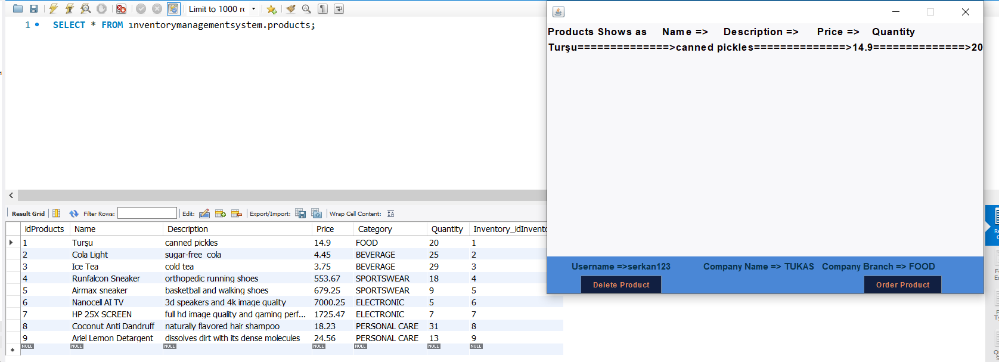 Limit to 1000 rc
1 SELECT * FROM ınventorymanagementsystem.products;
Result Grid Filter Rows: Edit: Export/Import: Wrap Cell Content:
idProducts Name Description Price Category Quantity Inventory_idInvento
1 Turşu canned pickles 14.9 FOOD 20 1
2 Cola Light sugar-free cola 4.45 BEVERAGE 25 2
3 Ice Tea cold tea 3.75 BEVERAGE 29 3
4 Runfalcon Sneaker orthopedic running shoes 553.67 SPORTSWEAR 18 4
5 Airmax sneaker basketball and walking shoes 679.25 SPORTSWEAR 9 5
6 Nanocell AI TV 3d speakers and 4k image quality 7000.25 ELECTRONIC 5 6
7 HP 25X SCREEN full hd image quality and gaming perf... 1725.47 ELECTRONIC 7 7
8 Coconut Anti Dandruff naturally flavored hair shampoo 18.23 PERSONAL CARE 31 8
9 Ariel Lemon Detargent dissolves dirt with its dense molecules 24.56 PERSONAL CARE 13 9
NULL NULL NULL NULL NULL NULL NULL
Products Shows as Name => Description => Price => Quantity
Turşu==============>canned pickles==============>14.9==============>20
Username =>serkan123 Company Name => TUKAS Company Branch => FOOD
Delete Product Order Product